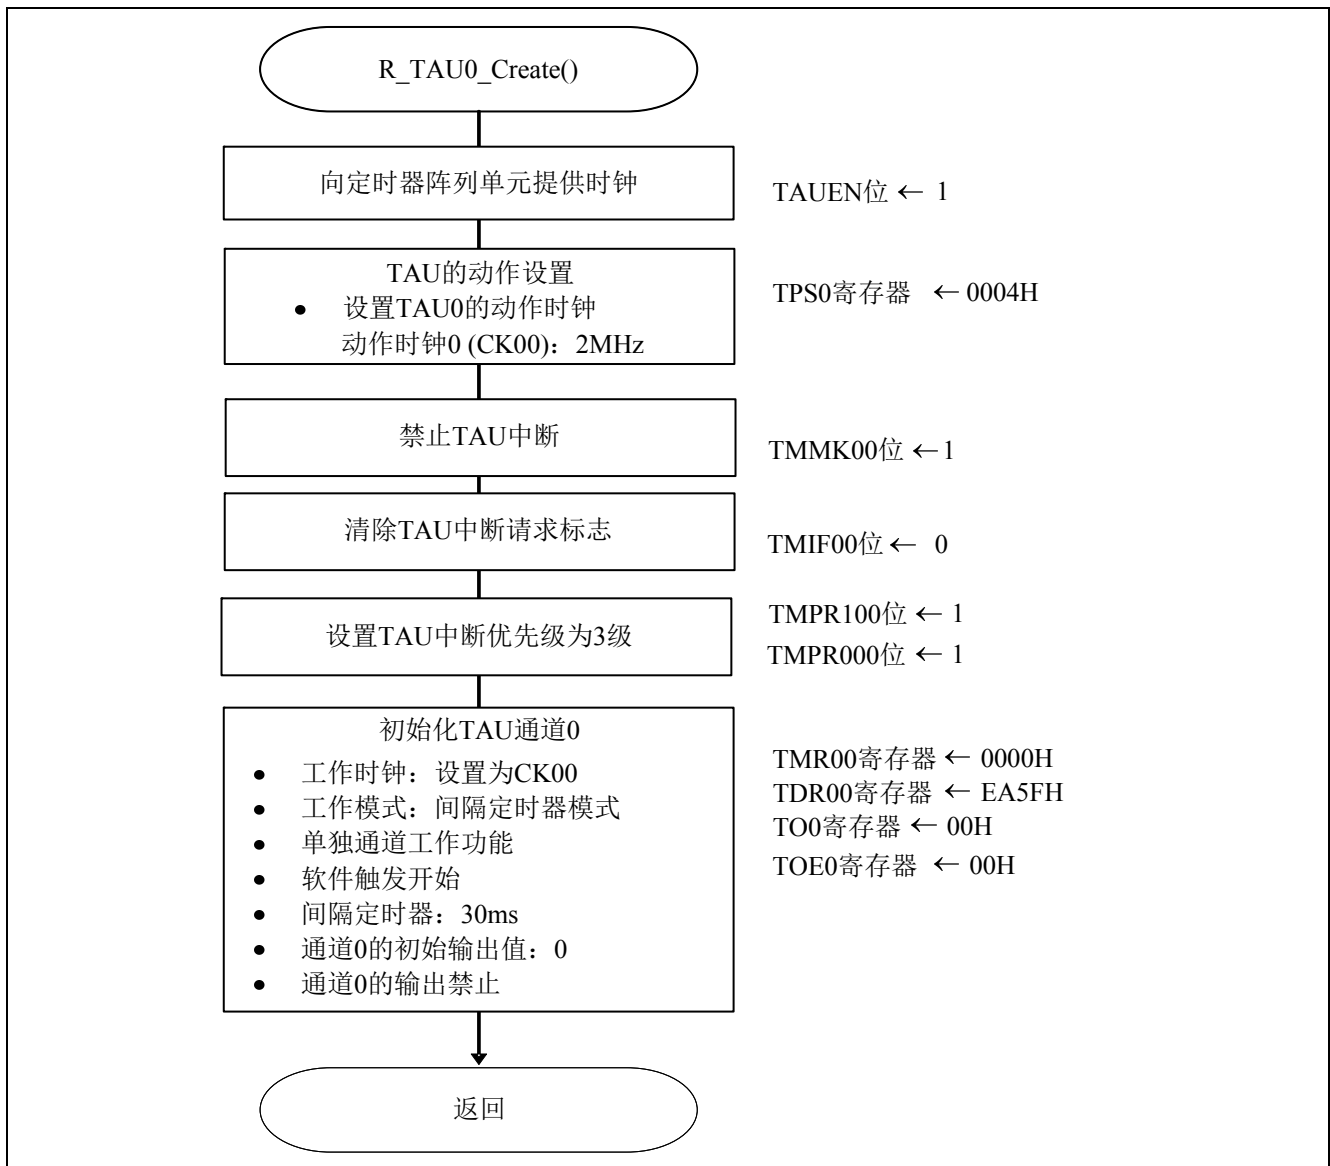 R_TAU0_Create()
向定时器阵列单元提供时钟
TAUEN位 ← 1
TAU的动作设置
● 设置TAU0的动作时钟
动作时钟0 (CK00)：2MHz
TPS0寄存器 ← 0004H
禁止TAU中断
TMMK00位 ← 1
清除TAU中断请求标志
TMIF00位 ← 0
设置TAU中断优先级为3级
TMPR100位 ← 1
TMPR000位 ← 1
初始化TAU通道0
● 工作时钟：设置为CK00
● 工作模式：间隔定时器模式
● 单独通道工作功能
● 软件触发开始
● 间隔定时器：30ms
● 通道0的初始输出值：0
● 通道0的输出禁止
TMR00寄存器 ← 0000H
TDR00寄存器 ← EA5FH
TO0寄存器 ← 00H
TOE0寄存器 ← 00H
返回